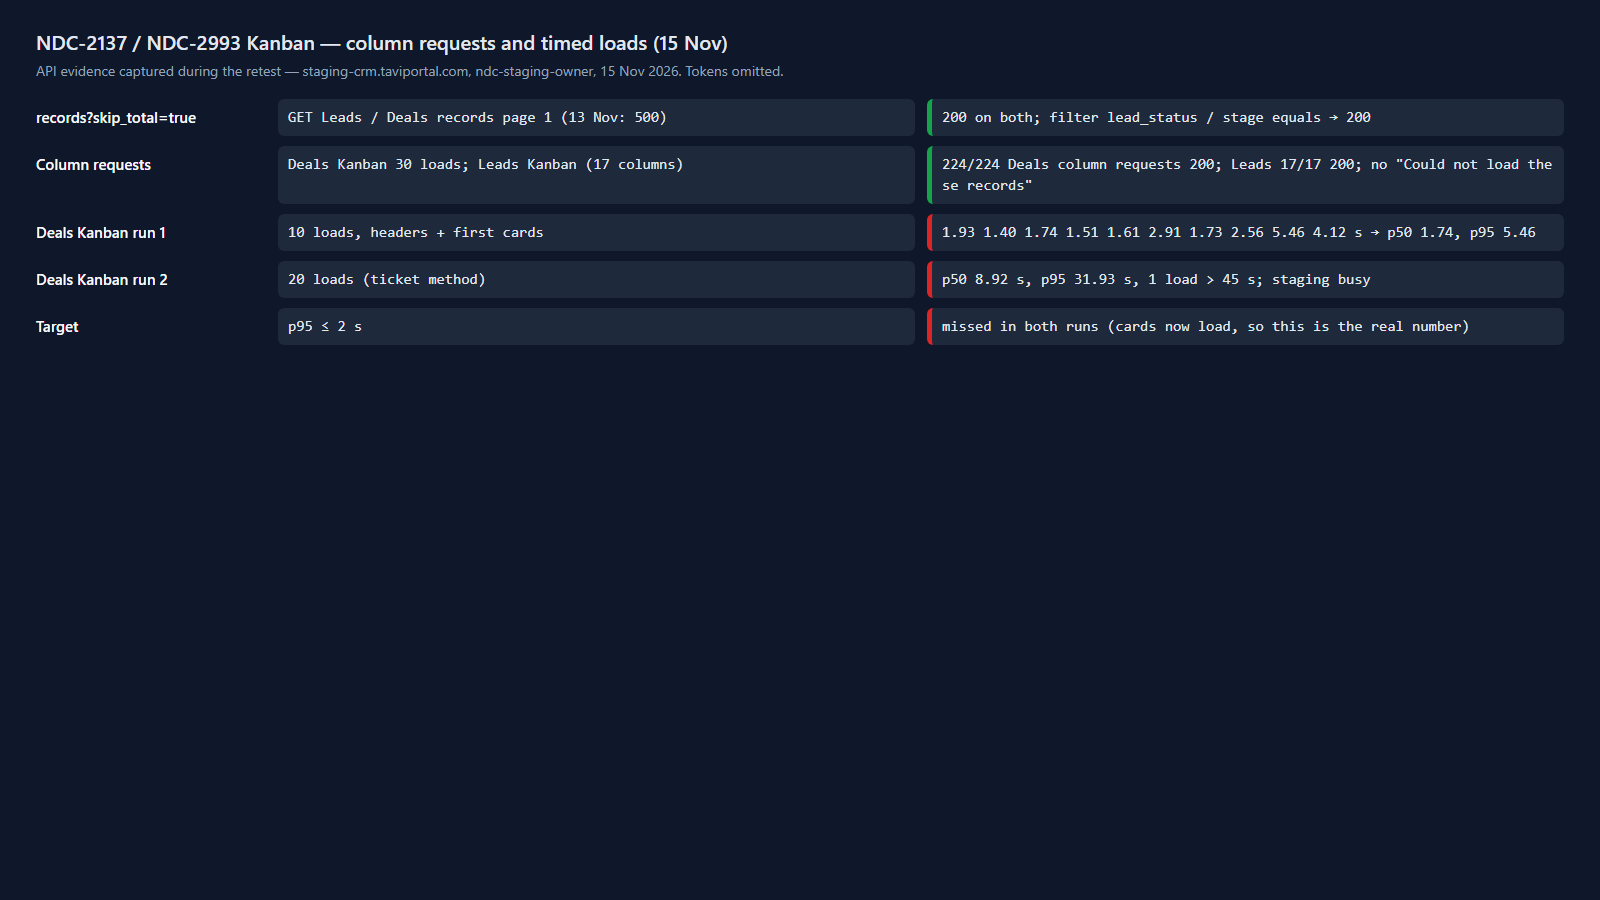 NDC-2137 / NDC-2993 Kanban — column requests and timed loads (15 Nov)
API evidence captured during the retest — staging-crm.taviportal.com, ndc-staging-owner, 15 Nov 2026. Tokens omitted.
records?skip_total=true
GET Leads / Deals records page 1 (13 Nov: 500)
200 on both; filter lead_status / stage equals → 200
Column requests
Deals Kanban 30 loads; Leads Kanban (17 columns)
224/224 Deals column requests 200; Leads 17/17 200; no "Could not load the
se records"
Deals Kanban run 1
10 loads, headers + first cards
1.93 1.40 1.74 1.51 1.61 2.91 1.73 2.56 5.46 4.12 s → p50 1.74, p95 5.46
Deals Kanban run 2
20 loads (ticket method)
p50 8.92 s, p95 31.93 s, 1 load > 45 s; staging busy
Target
p95 ≤ 2 s
missed in both runs (cards now load, so this is the real number)